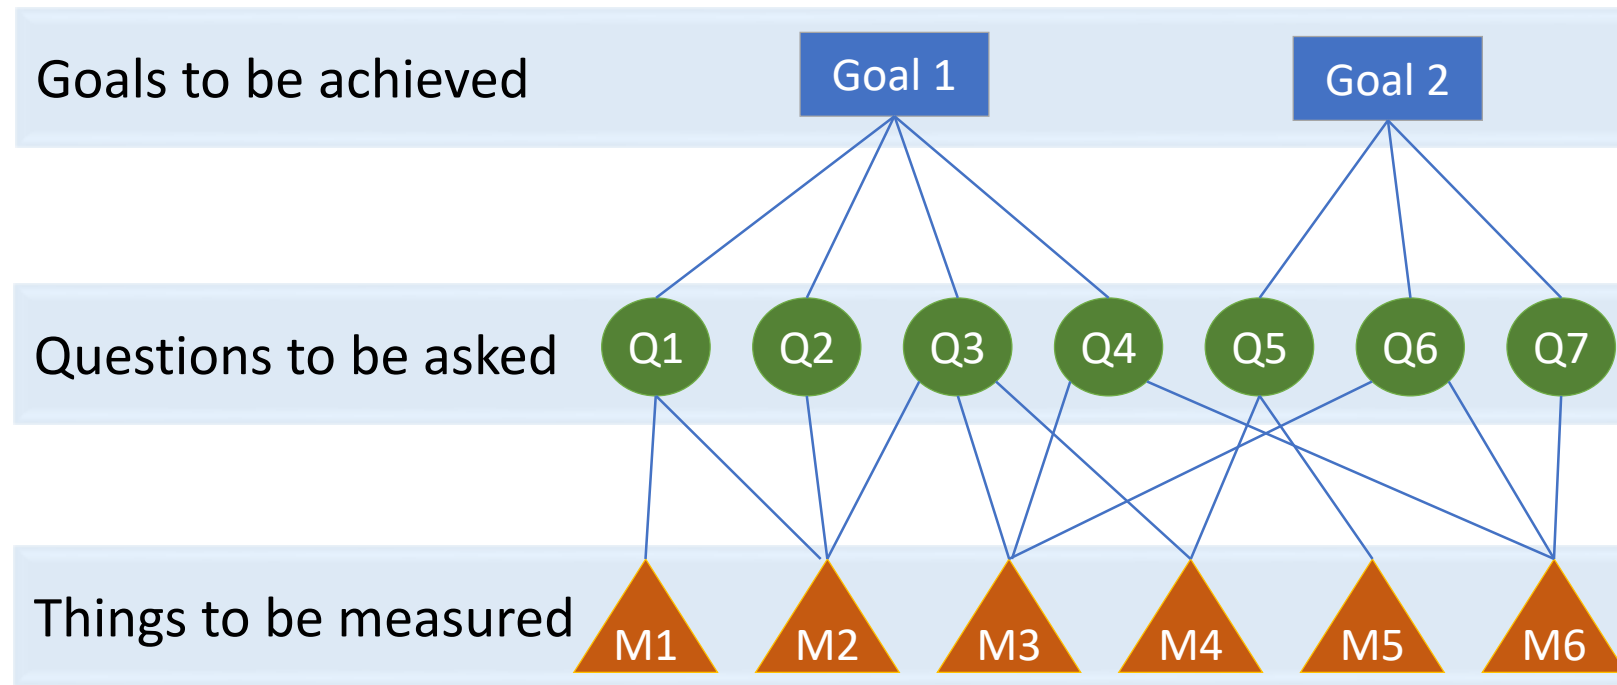 Goals to be achieved
Goal 1
Goal 2
Questions to be asked
Q1
Q2
Q3
Q4
Q5
Q6
Q7
Things to be measured
M1
M2
M3
M4
M5
M6